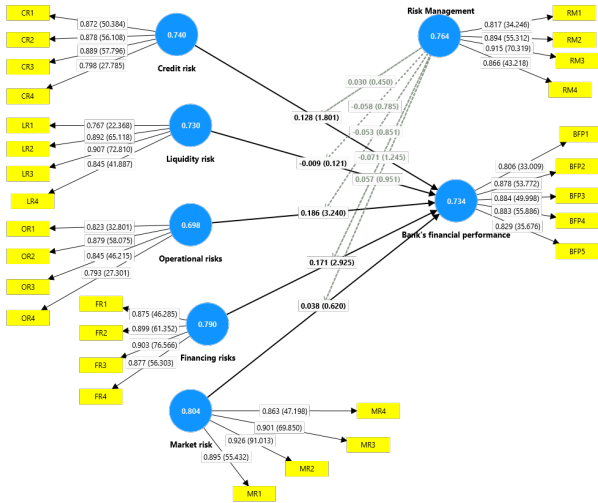 CR1
0.872 (50.384)
CR2
0.878 (56.108)
0.740
CR3
0.889 (57.796)
CR4
0.798 (27.785)
Credit risk
Risk Management
0.764
0.817 (34.246)
RM1
0.894 (55.312)
RM2
0.915 (70.319)
RM3
0.866 (43.218)
RM4
0.030 (0.450)
0.128 (1.801)
-0.058 (0.785)
-0.053 (0.851)
-0.071 (1.245)
0.057 (0.951)
LR1
0.767 (22.368)
LR2
0.892 (65.118)
0.730
LR3
0.907 (72.810)
LR4
0.845 (41.887)
Liquidity risk
-0.009 (0.121)
0.186 (3.240)
0.734
Bank's financial performance
BFP1
0.806 (33.009)
BFP2
0.878 (53.772)
BFP3
0.884 (49.998)
BFP4
0.883 (55.886)
BFP5
0.829 (35.676)
OR1
0.823 (32.801)
OR2
0.879 (58.075)
0.698
OR3
0.845 (46.215)
OR4
0.793 (27.301)
Operational risks
0.171 (2.925)
0.038 (0.620)
FR1
0.875 (46.285)
FR2
0.899 (61.352)
0.790
FR3
0.903 (76.566)
FR4
0.877 (56.303)
Financing risks
0.804
Market risk
0.863 (47.198)
MR4
0.901 (69.850)
MR3
0.926 (91.013)
MR2
0.895 (55.432)
MR1